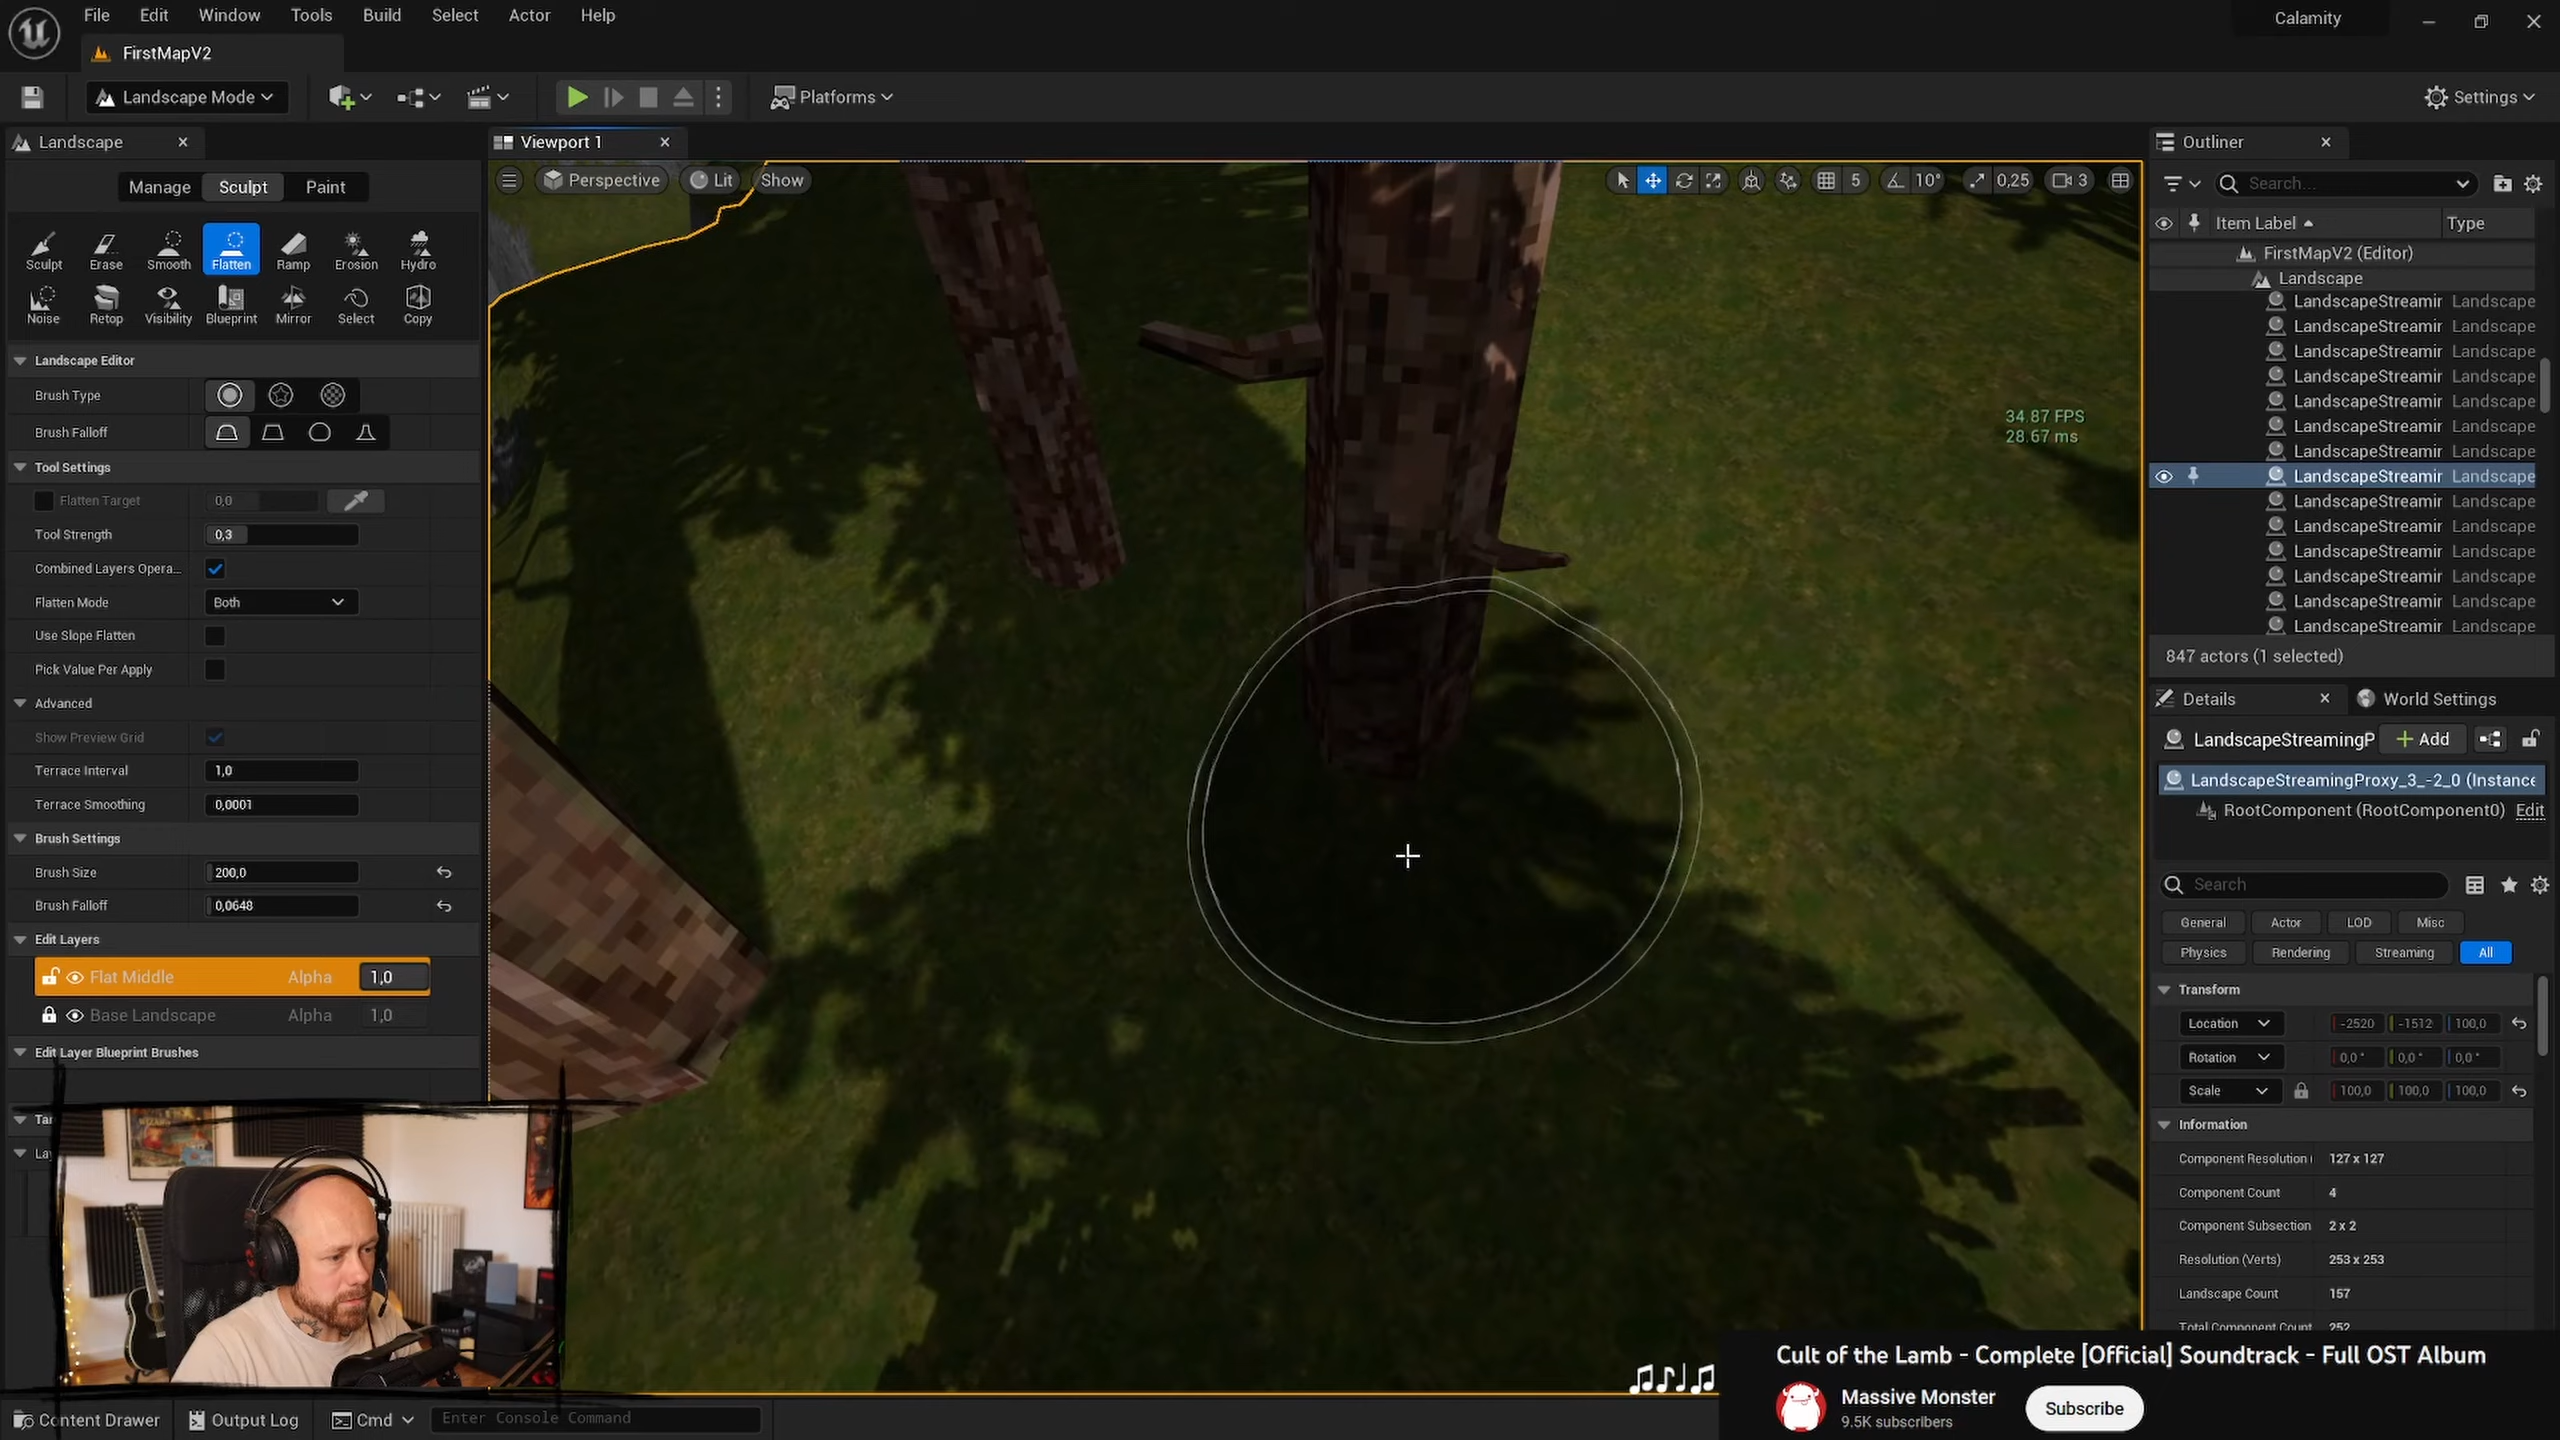 File Edit Window Tools Build Select Actor Help
Calamity
FirstMapV2
Landscape Mode
Platforms
Settings
Landscape
Manage Sculpt Paint
Sculpt Erase Smooth Flatten Ramp Erosion Hydro
Noise Retop Visibility Blueprint Mirror Select Copy
Landscape Editor
Brush Type
Brush Falloff
Tool Settings
Flatten Target 0,0
Tool Strength 0,3
Combined Layers Opera...
Flatten Mode Both
Use Slope Flatten
Pick Value Per Apply
Advanced
Show Preview Grid
Terrace Interval 1,0
Terrace Smoothing 0,0001
Brush Settings
Brush Size 200,0
Brush Falloff 0,0648
Edit Layers
Flat Middle Alpha 1,0
Base Landscape Alpha 1,0
Edit Layer Blueprint Brushes
Tar
Lay
Viewport 1
Perspective Lit Show
5 10° 0,25 3
34.87 FPS
28.67 ms
Outliner
Search...
Item Label Type
FirstMapV2 (Editor)
Landscape
LandscapeStreamir Landscape
LandscapeStreamir Landscape
LandscapeStreamir Landscape
LandscapeStreamir Landscape
LandscapeStreamir Landscape
LandscapeStreamir Landscape
LandscapeStreamir Landscape
LandscapeStreamir Landscape
LandscapeStreamir Landscape
LandscapeStreamir Landscape
LandscapeStreamir Landscape
LandscapeStreamir Landscape
LandscapeStreamir Landscape
LandscapeStreamir Landscape
847 actors (1 selected)
Details World Settings
LandscapeStreamingP Add
LandscapeStreamingProxy_3_-2_0 (Instance
RootComponent (RootComponent0) Edit
Search
General Actor LOD Misc
Physics Rendering Streaming All
Transform
Location -2520 -1512 100,0
Rotation 0,0° 0,0° 0,0°
Scale 100,0 100,0 100,0
Information
Component Resolution 127 x 127
Component Count 4
Component Subsection 2 x 2
Resolution (Verts) 253 x 253
Landscape Count 157
Total Component Count 252
Cult of the Lamb - Complete [Official] Soundtrack - Full OST Album
Massive Monster
9.5K subscribers
Subscribe
Content Drawer Output Log Cmd Enter Console Command